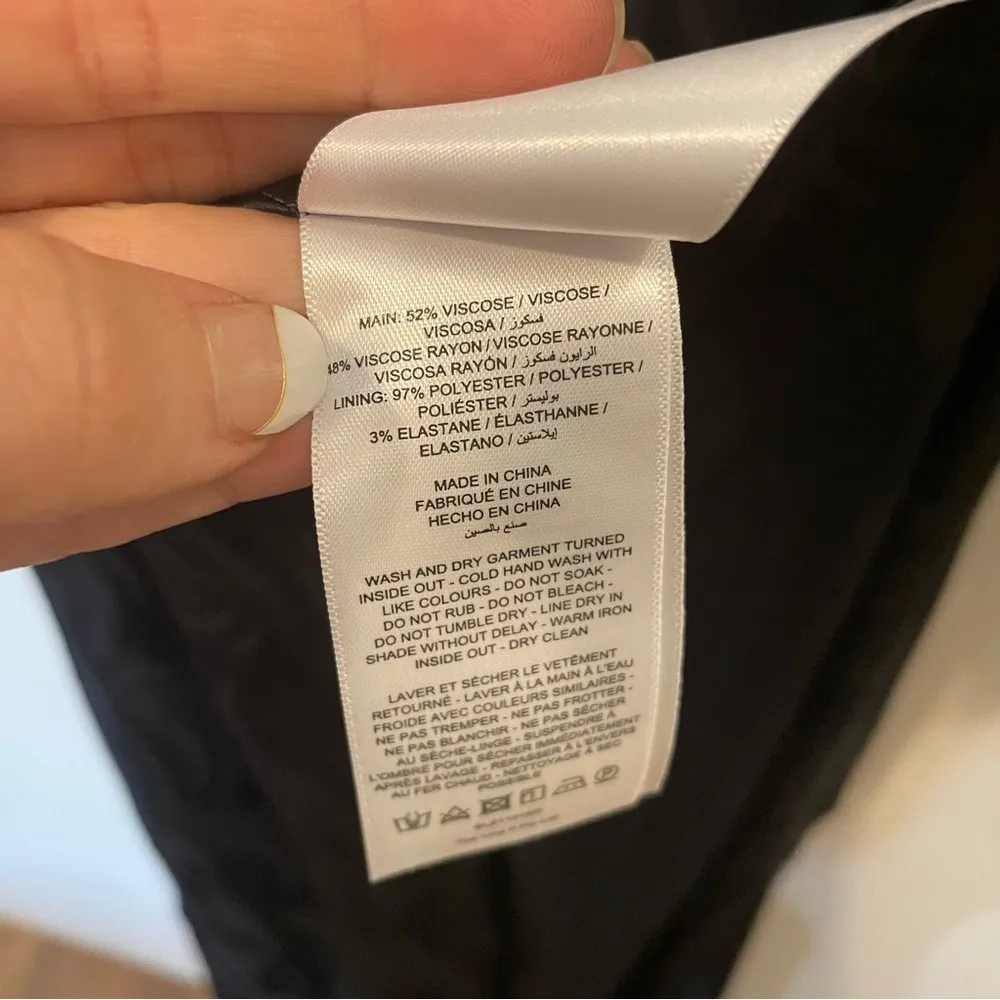 MAIN: 52% VISCOSE / VISCOSE /
VISCOSA / فسكوز
48% VISCOSE RAYON / VISCOSE RAYONNE /
VISCOSA RAYÓN / الرايون فسكوز
LINING: 97% POLYESTER / POLYESTER /
POLIÉSTER / بوليستر
3% ELASTANE / ÉLASTHANNE /
ELASTANO / إيلاستين
MADE IN CHINA
FABRIQUÉ EN CHINE
HECHO EN CHINA
صنع بالصين
WASH AND DRY GARMENT TURNED
INSIDE OUT - COLD HAND WASH WITH
LIKE COLOURS - DO NOT SOAK -
DO NOT RUB - DO NOT BLEACH -
DO NOT TUMBLE DRY - LINE DRY IN
SHADE WITHOUT DELAY - WARM IRON
INSIDE OUT - DRY CLEAN
LAVER ET SÉCHER LE VETÉMENT
RETOURNÉ - LAVER À LA MAIN À L'EAU
FROIDE AVEC COULEURS SIMILAIRES -
NE PAS TREMPER - NE PAS FROTTER -
NE PAS BLANCHIR - NE PAS SÉCHER
AU SÈCHE-LINGE - SUSPENDRE À
L'OMBRE POUR SÉCHER IMMÉDIATEMENT
APRÈS LAVAGE - REPASSER À L'ENVERS
AU FER CHAUD - NETTOYAGE À SEC
POSSIBLE